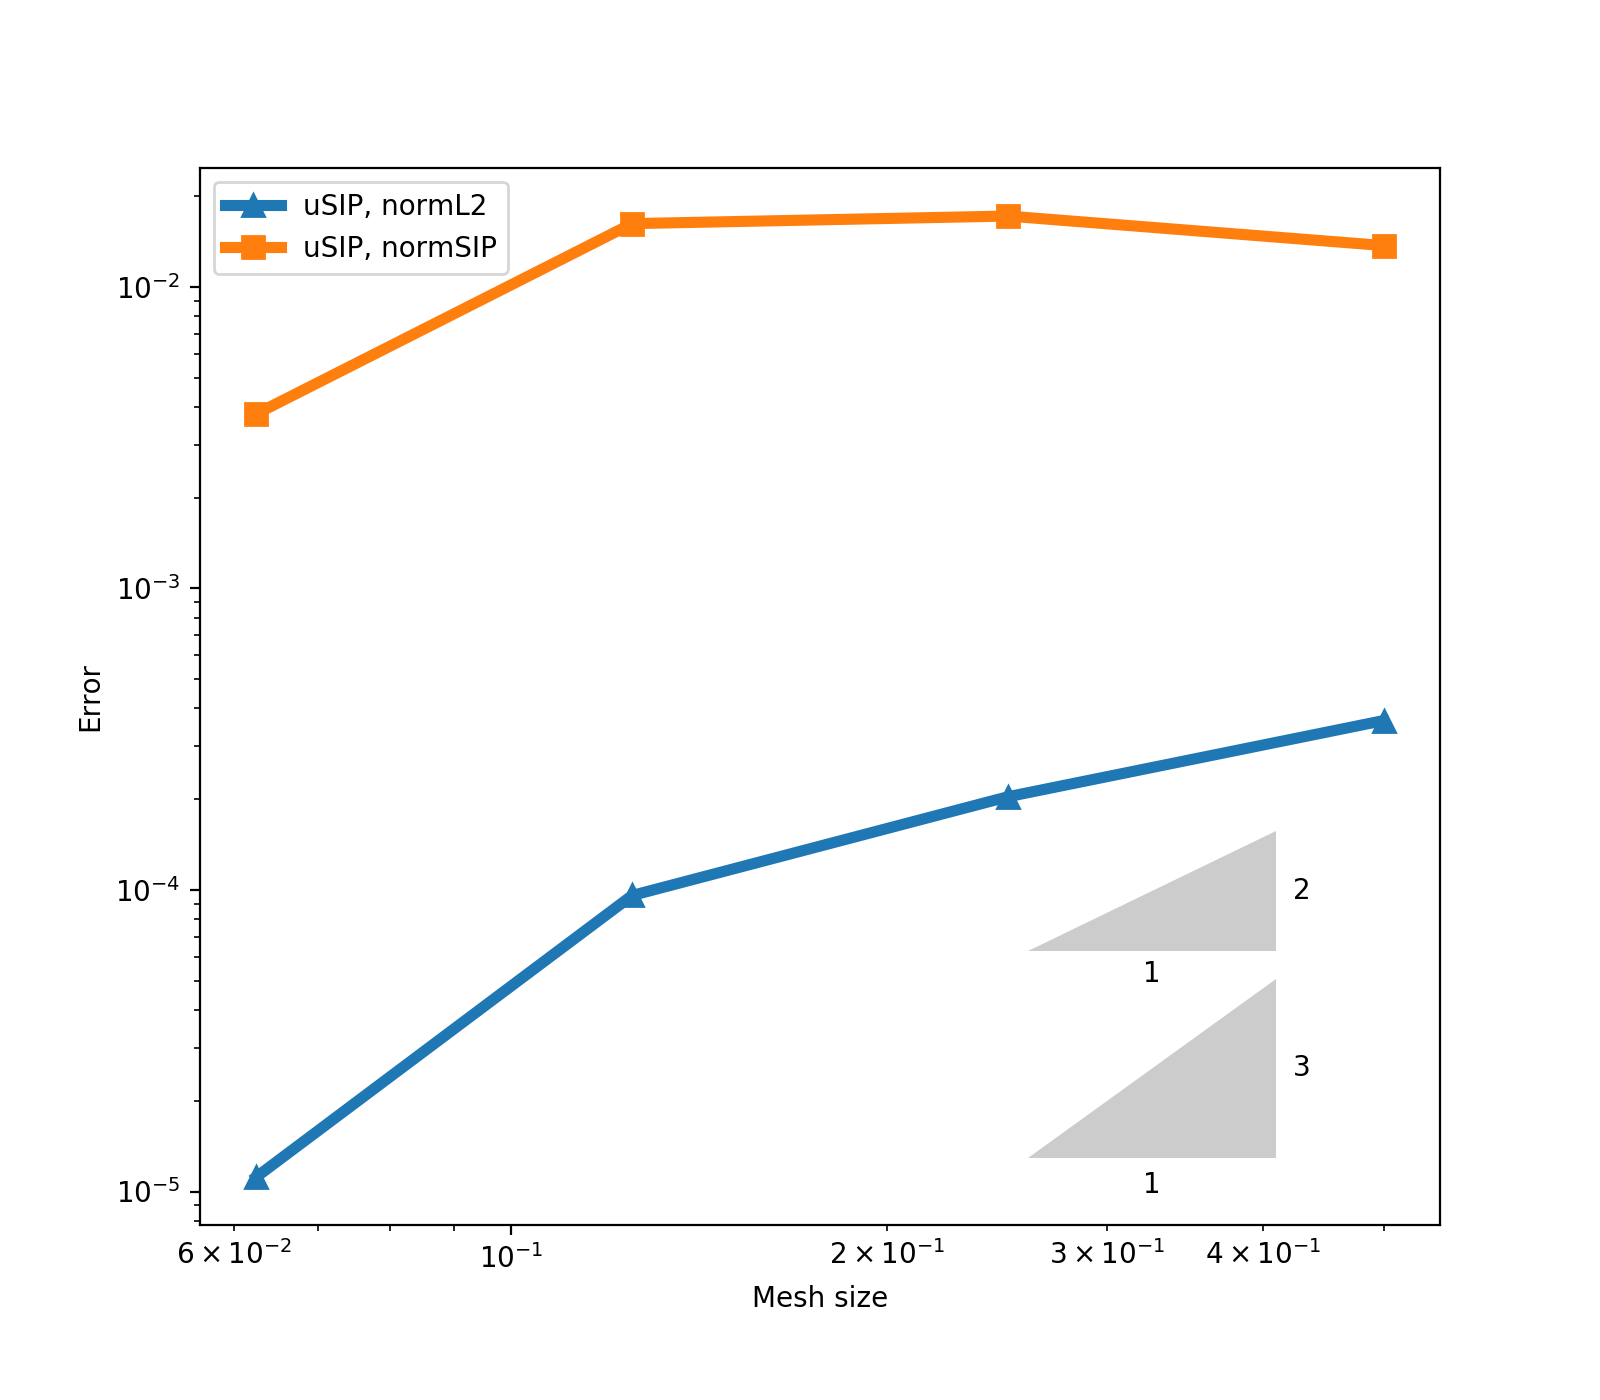 uSIP, normL2
uSIP, normSIP
10⁻²
10⁻³
10⁻⁴
10⁻⁵
Error
2
1
3
1
6 × 10⁻²
10⁻¹
2 × 10⁻¹
3 × 10⁻¹
4 × 10⁻¹
Mesh size